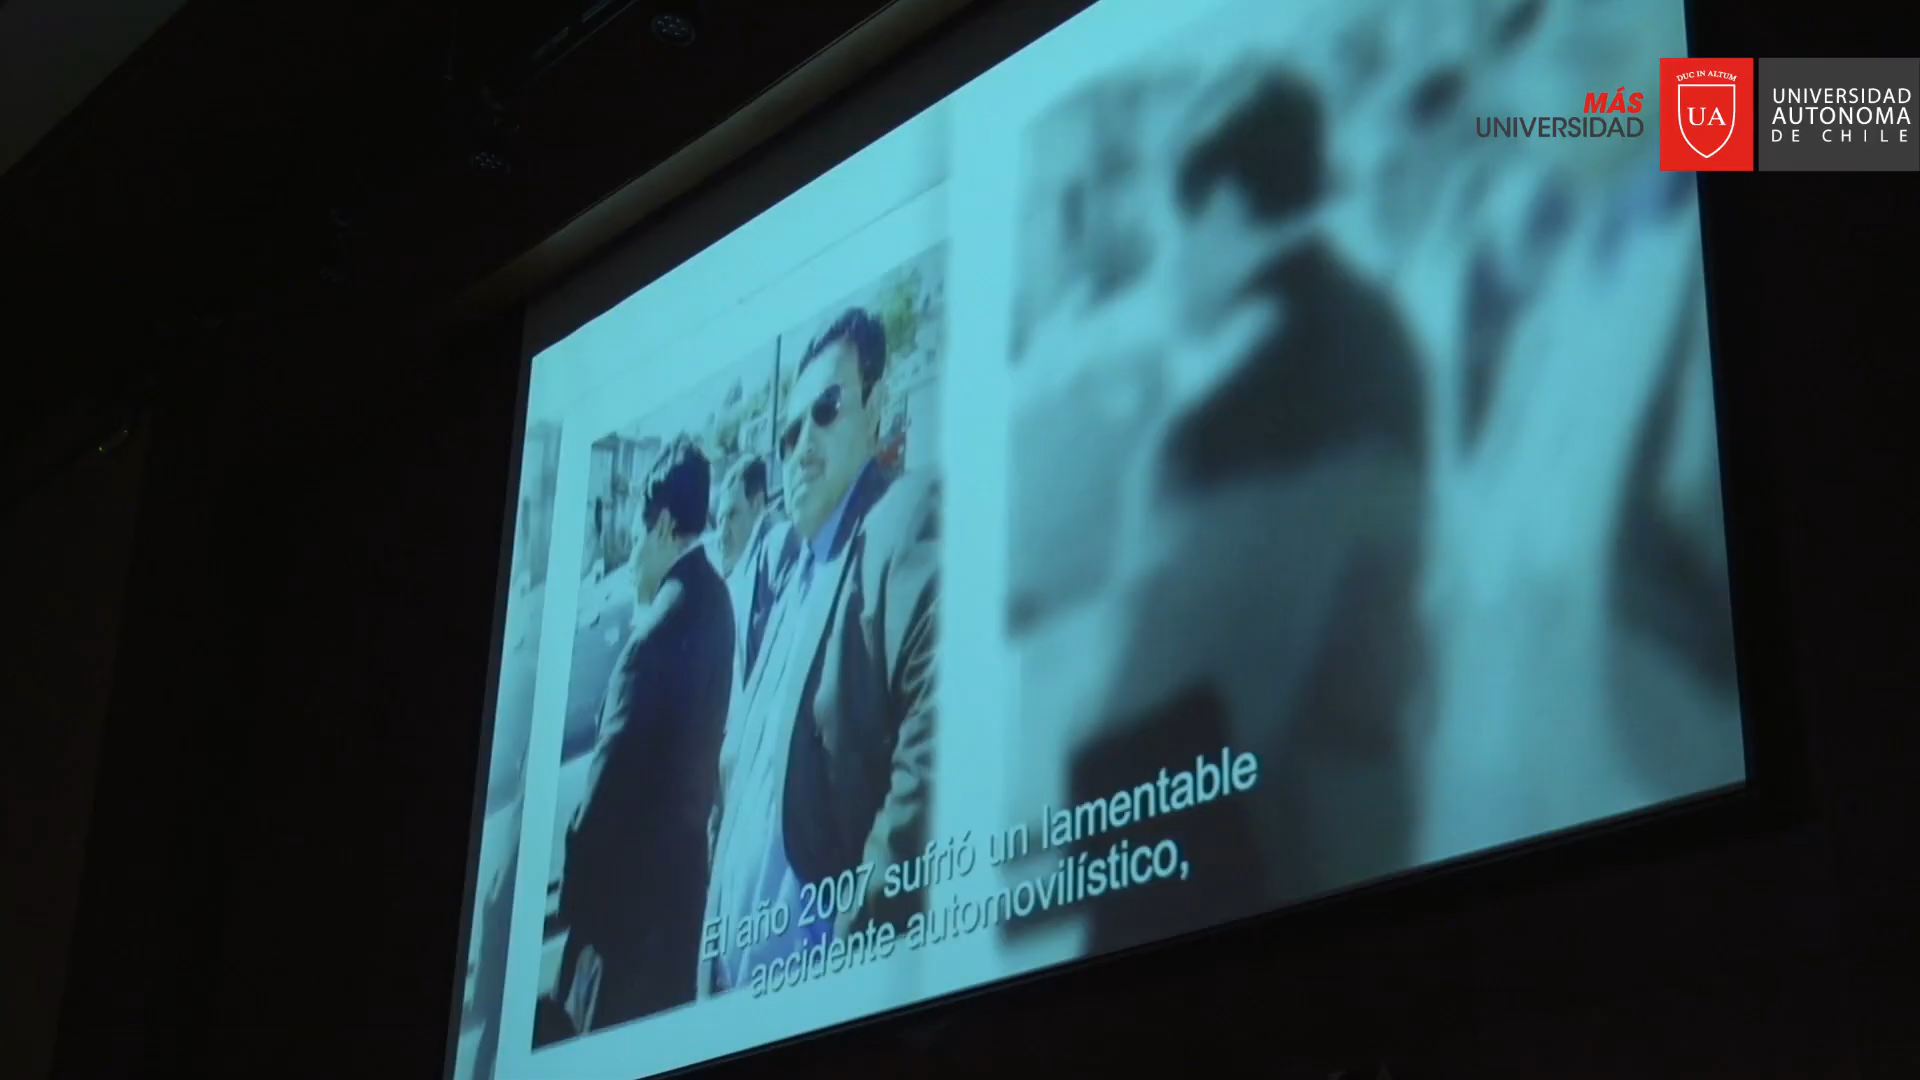 MÁS
UNIVERSIDAD
DUC IN ALTUM
UA
UNIVERSIDAD
AUTONOMA
DE CHILE
El año 2007 sufrió un lamentable
accidente automovilístico,